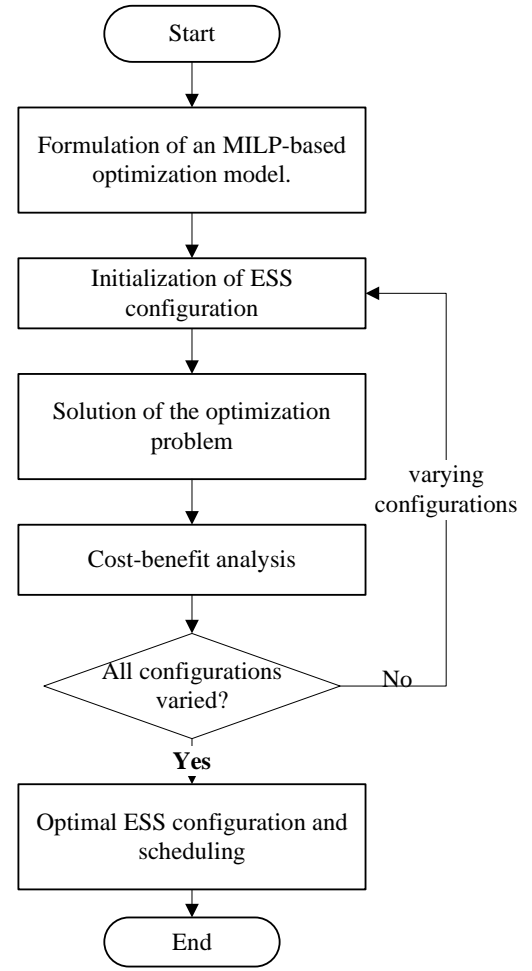 Start
Formulation of an MILP-based
optimization model.
Initialization of ESS
configuration
Solution of the optimization
problem
varying
configurations
Cost-benefit analysis
All configurations
varied?
No
Yes
Optimal ESS configuration and
scheduling
End